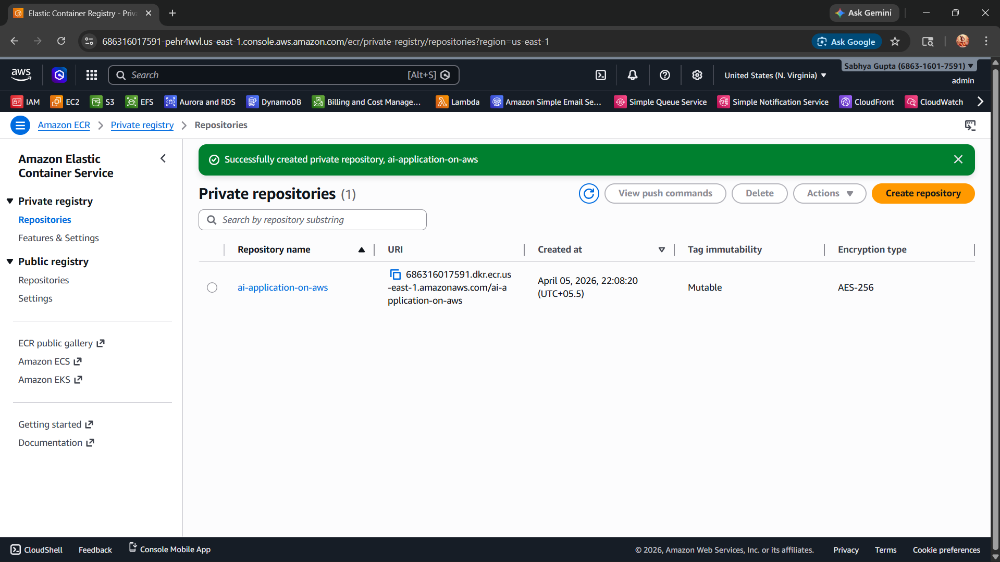 Elastic Container Registry - Priv
Ask Gemini
686316017591-pehr4wvl.us-east-1.console.aws.amazon.com/ecr/private-registry/repositories?region=us-east-1
Ask Google
aws
Search
[Alt+S]
United States (N. Virginia)
Sabhya Gupta (6863-1601-7591)
admin
IAM
EC2
S3
EFS
Aurora and RDS
DynamoDB
Billing and Cost Manage...
Lambda
Amazon Simple Email Se...
Simple Queue Service
Simple Notification Service
CloudFront
CloudWatch
Amazon ECR
Private registry
Repositories
Amazon Elastic
Container Service
Private registry
Repositories
Features & Settings
Public registry
Repositories
Settings
ECR public gallery
Amazon ECS
Amazon EKS
Getting started
Documentation
Successfully created private repository, ai-application-on-aws
Private repositories (1)
View push commands
Delete
Actions
Create repository
Search by repository substring
Repository name
URI
Created at
Tag immutability
Encryption type
ai-application-on-aws
686316017591.dkr.ecr.us
-east-1.amazonaws.com/ai-a
pplication-on-aws
April 05, 2026, 22:08:20
(UTC+05.5)
Mutable
AES-256
CloudShell
Feedback
Console Mobile App
© 2026, Amazon Web Services, Inc. or its affiliates.
Privacy
Terms
Cookie preferences